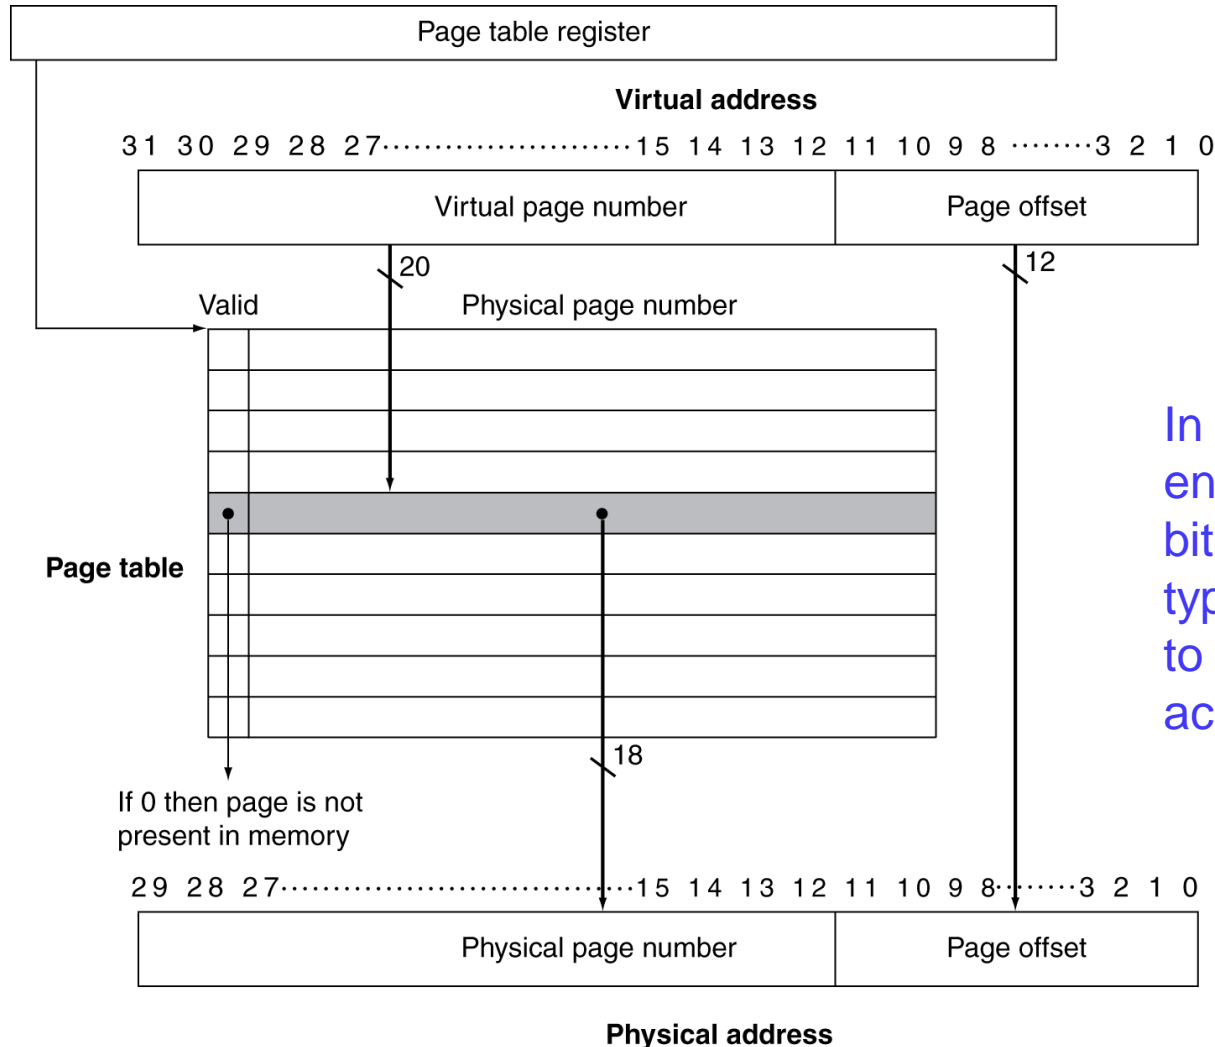 Page table register
Virtual address
31 30 29 28 27························15 14 13 12 11 10 9 8 ········3 2 1 0
Virtual page number Page offset
20 12
Valid Physical page number
In
Page table
to
18
If 0 then page is not
present in memory
29 28 27··································15 14 13 12 11 10 9 8········3 2 1 0
Physical page number Page offset
Physical address